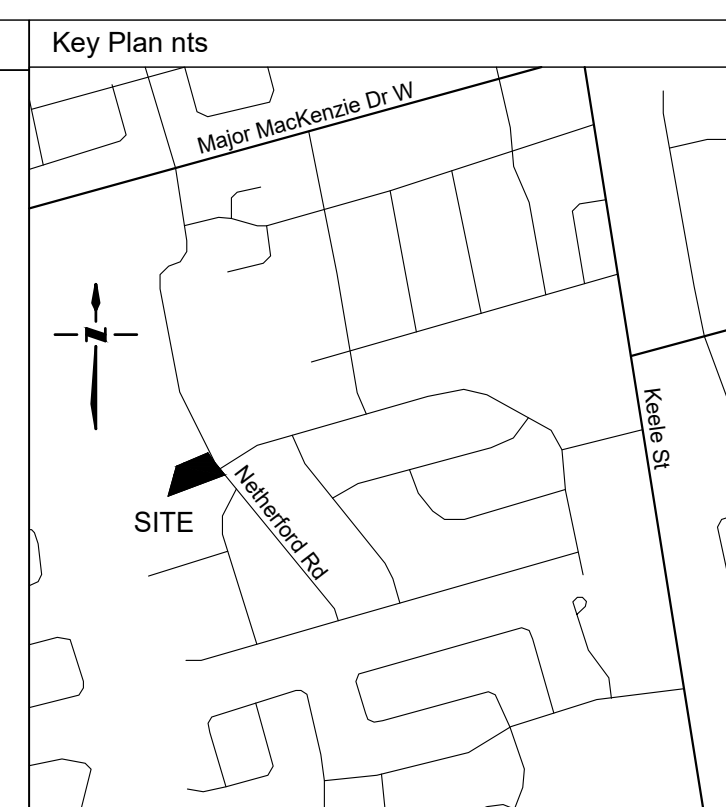 Key Plan nts
Major MacKenzie Dr W
N
Keele St
Netherford Rd
SITE